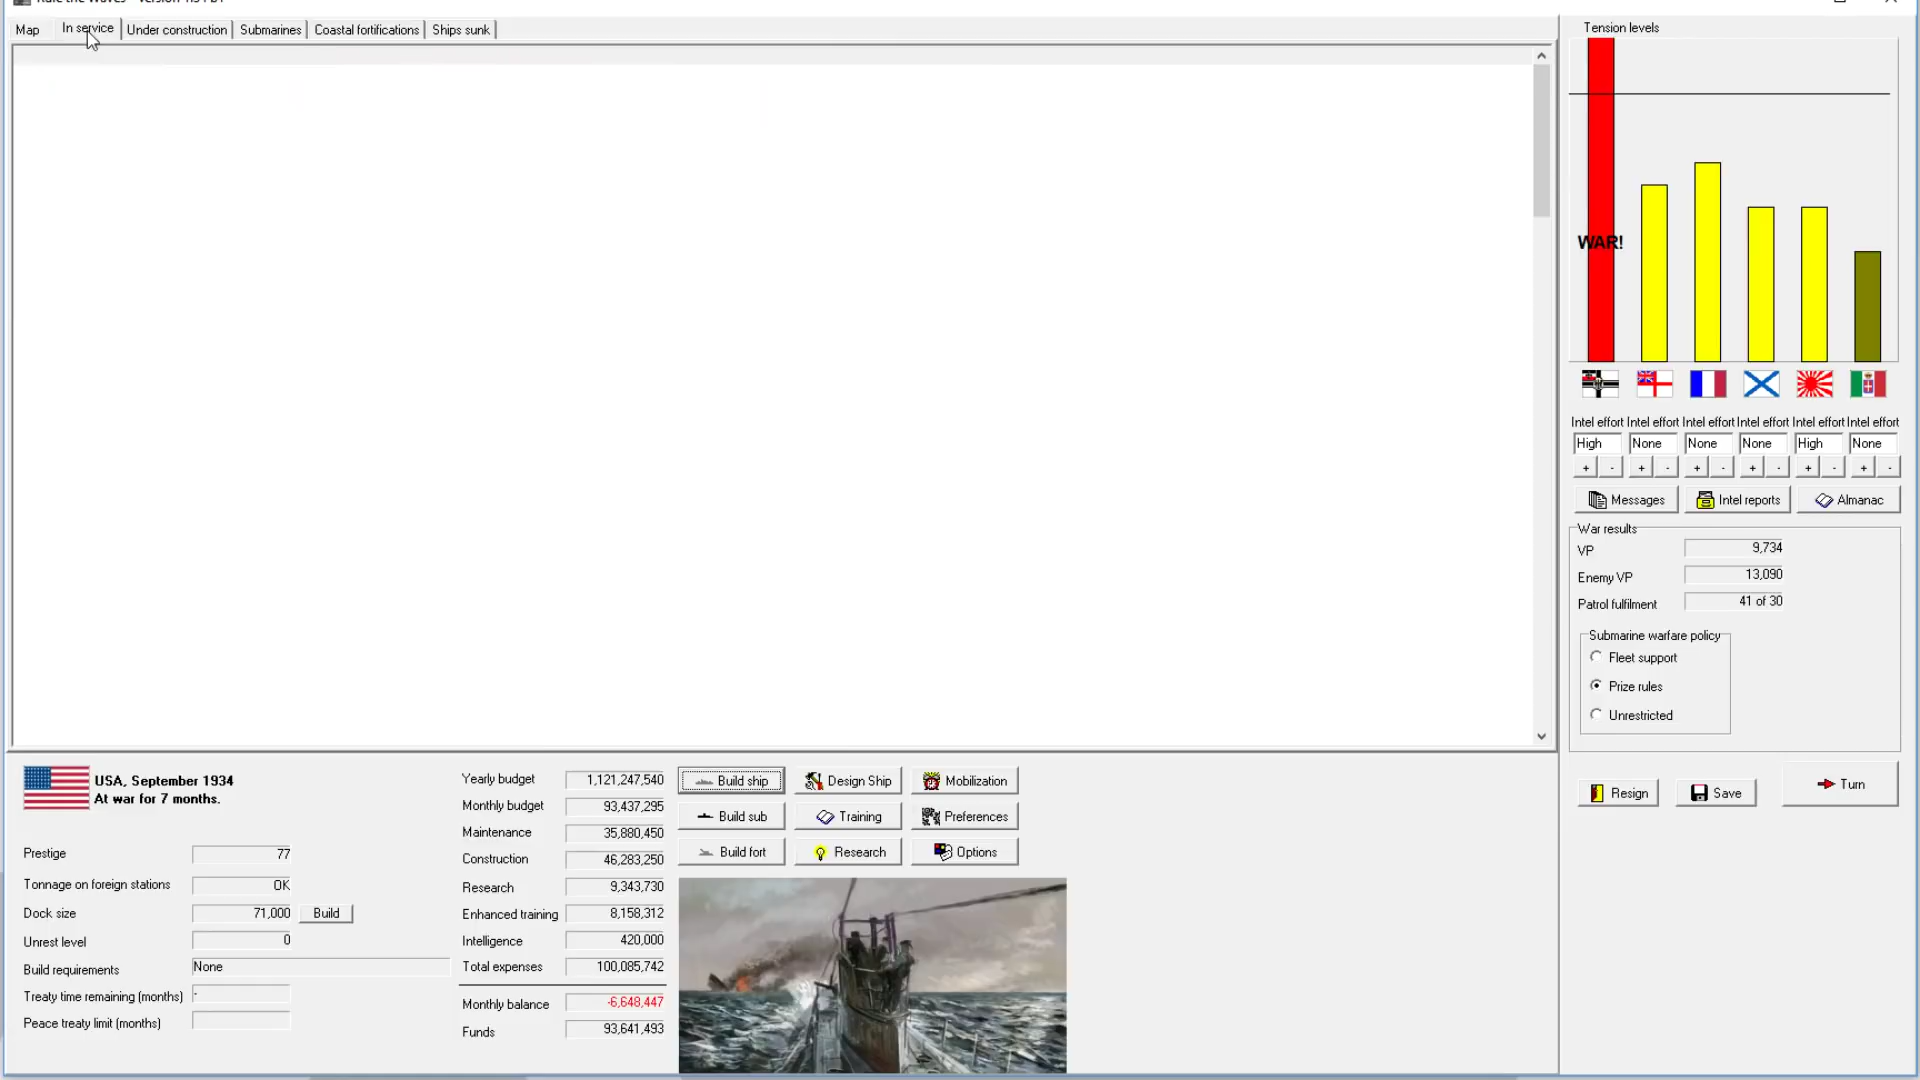 Map In service Under construction Submarines Coastal fortifications Ships sunk
Tension levels
WAR!
Intel effort Intel effort Intel effort Intel effort Intel effort Intel effort
High None None None High None
+ - + - + - + - + - + -
Messages Intel reports Almanac
War results
VP 9,734
Enemy VP 13,090
Patrol fulfilment 41 of 30
Submarine warfare policy
Fleet support
Prize rules
Unrestricted
Resign Save Turn
USA, September 1934
At war for 7 months.
Prestige 77
Tonnage on foreign stations OK
Dock size 71,000 Build
Unrest level 0
Build requirements None
Treaty time remaining (months) -
Peace treaty limit (months)
Yearly budget 1,121,247,540
Monthly budget 93,437,295
Maintenance 35,880,450
Construction 46,283,250
Research 9,343,730
Enhanced training 8,158,312
Intelligence 420,000
Total expenses 100,085,742
Monthly balance -6,648,447
Funds 93,641,493
Build ship Design Ship Mobilization
Build sub Training Preferences
Build fort Research Options